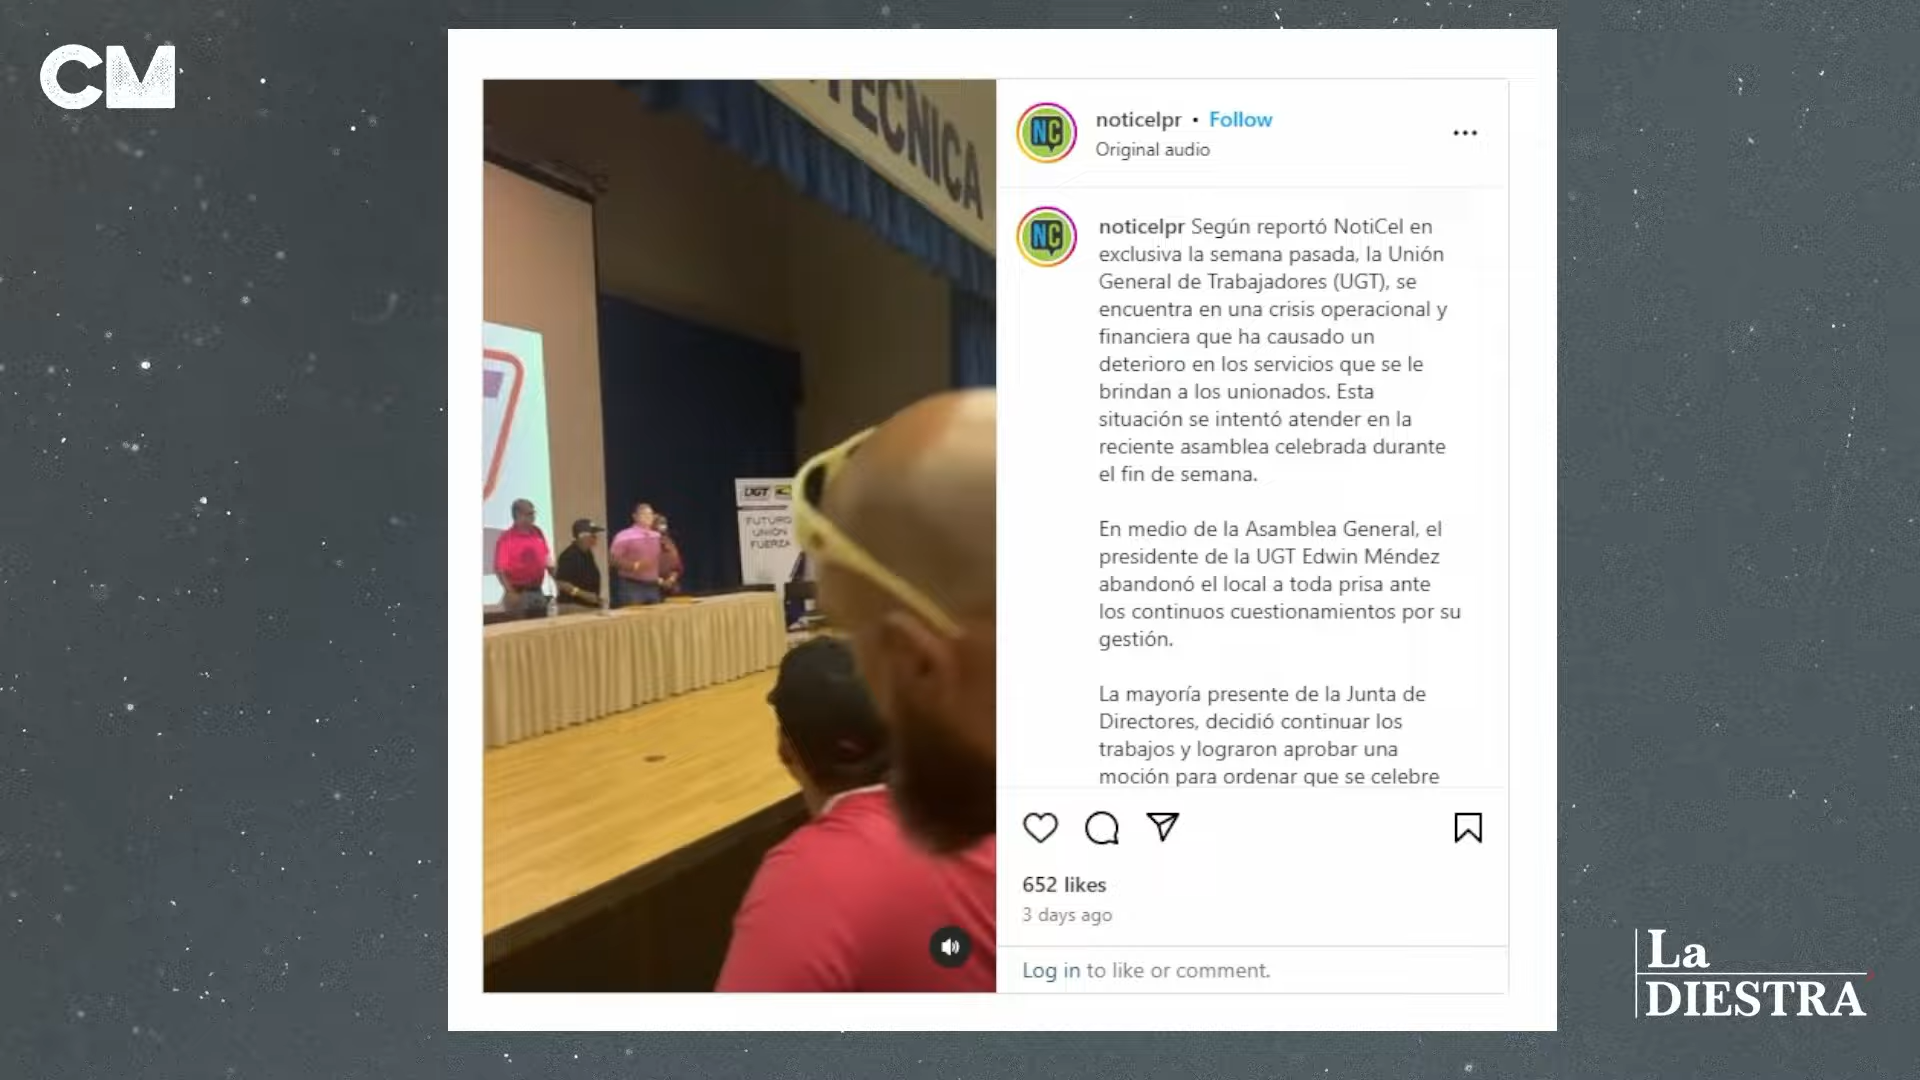 CM
TECNICA
UGT
FUTURO
UNIÓN
FUERZA
NC
noticelpr • Follow
Original audio
NC
noticelpr Según reportó NotiCel en
exclusiva la semana pasada, la Unión
General de Trabajadores (UGT), se
encuentra en una crisis operacional y
financiera que ha causado un
deterioro en los servicios que se le
brindan a los unionados. Esta
situación se intentó atender en la
reciente asamblea celebrada durante
el fin de semana.
En medio de la Asamblea General, el
presidente de la UGT Edwin Méndez
abandonó el local a toda prisa ante
los continuos cuestionamientos por su
gestión.
La mayoría presente de la Junta de
Directores, decidió continuar los
trabajos y lograron aprobar una
moción para ordenar que se celebre
652 likes
3 days ago
Log in to like or comment.
La
DIESTRA